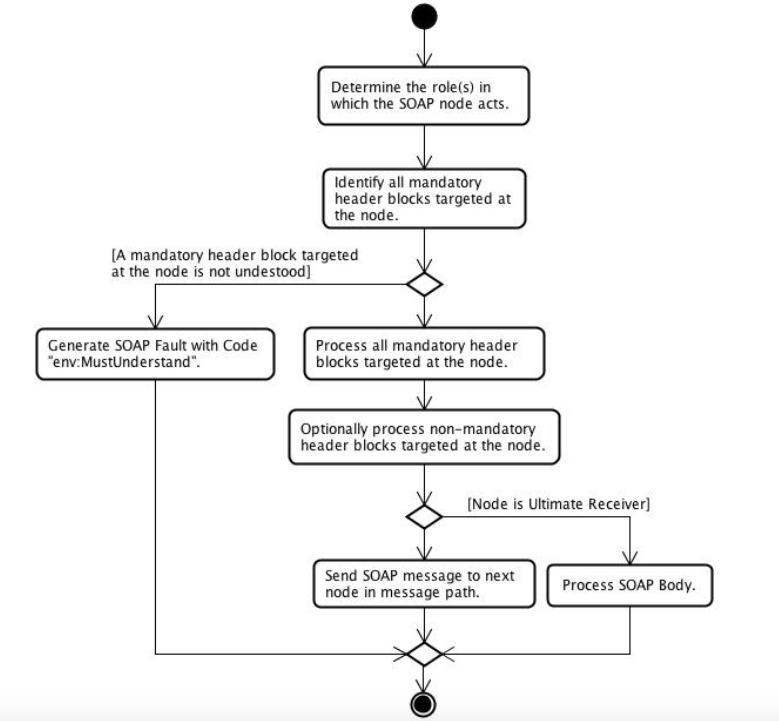 Determine the role(s) in
which the SOAP node acts.
Identify all mandatory
header blocks targeted at
the node.
[A mandatory header block targeted
at the node is not undestood]
Generate SOAP Fault with Code
"env:MustUnderstand".
Process all mandatory header
blocks targeted at the node.
Optionally process non-mandatory
header blocks targeted at the node.
[Node is Ultimate Receiver]
Send SOAP message to next
node in message path.
Process SOAP Body.